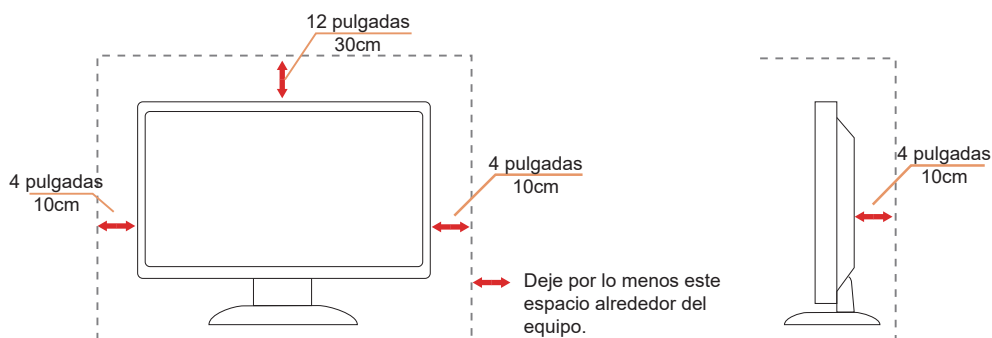 12 pulgadas
30cm
4 pulgadas
10cm
4 pulgadas
10cm
Deje por lo menos este
espacio alrededor del
equipo.
4 pulgadas
10cm